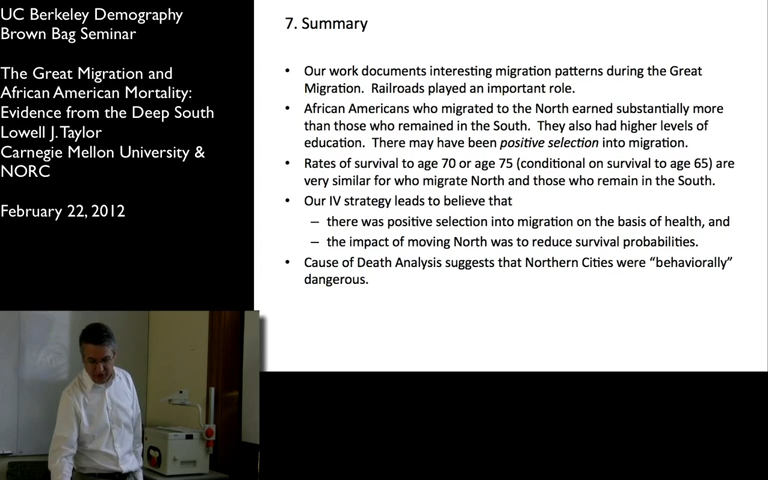 UC Berkeley Demography
Brown Bag Seminar
The Great Migration and
African American Mortality:
Evidence from the Deep South
Lowell J. Taylor
Carnegie Mellon University &
NORC
February 22, 2012
7. Summary
• Our work documents interesting migration patterns during the Great
Migration. Railroads played an important role.
• African Americans who migrated to the North earned substantially more
than those who remained in the South. They also had higher levels of
education. There may have been positive selection into migration.
• Rates of survival to age 70 or age 75 (conditional on survival to age 65) are
very similar for who migrate North and those who remain in the South.
• Our IV strategy leads to believe that
– there was positive selection into migration on the basis of health, and
– the impact of moving North was to reduce survival probabilities.
• Cause of Death Analysis suggests that Northern Cities were “behaviorally”
dangerous.